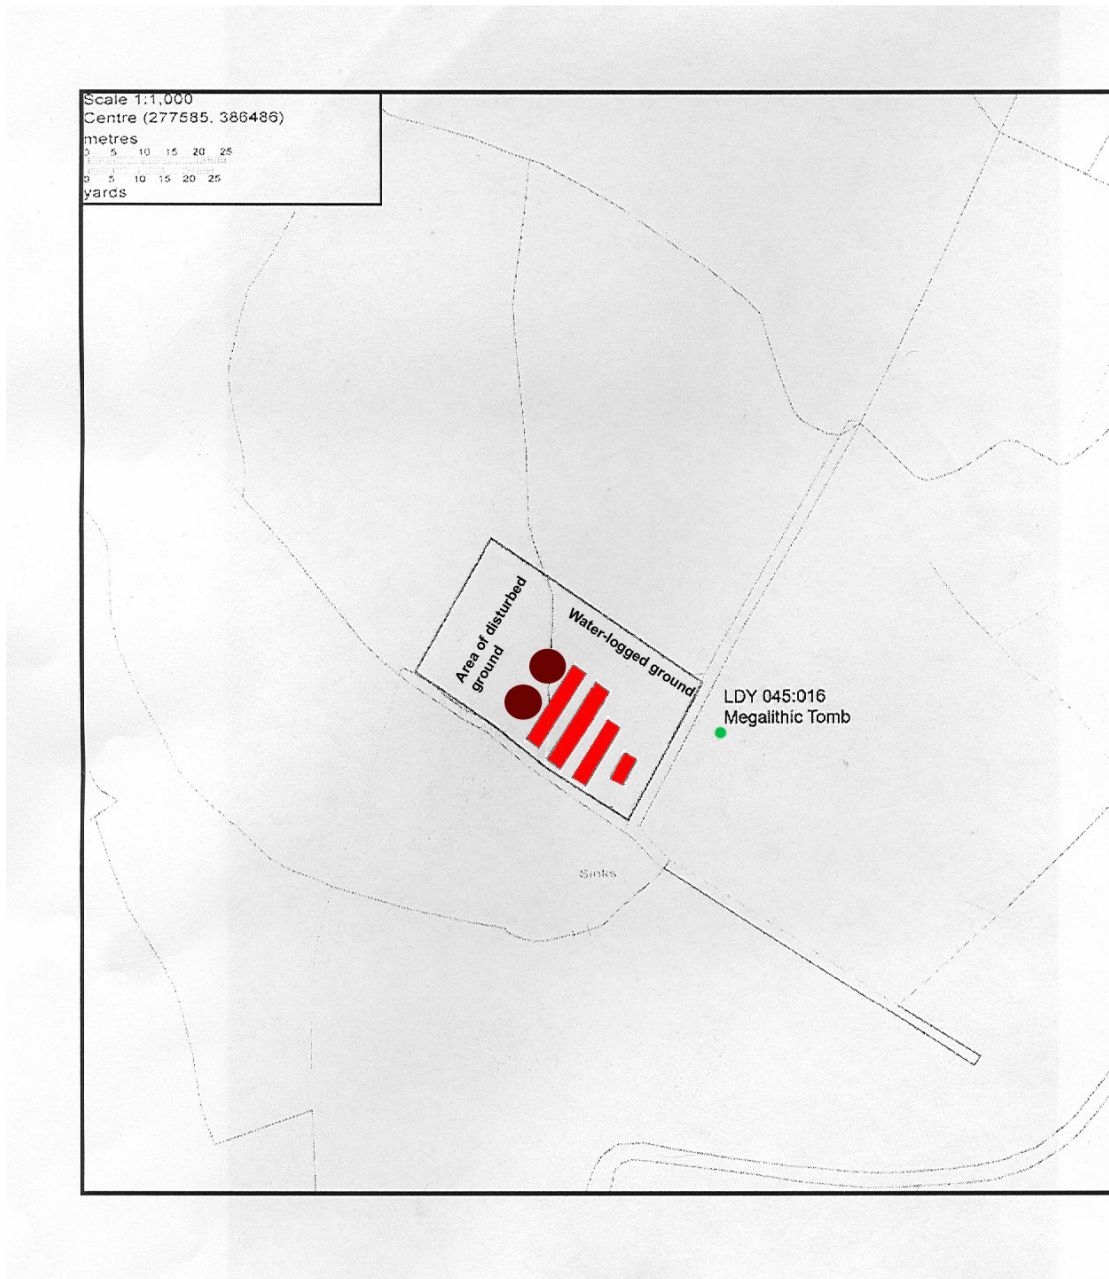 Scale 1:1,000
Centre (277585. 386486)
metres
0 5 10 15 20 25
0 5 10 15 20 25
yards
Area of disturbed
ground
Water-logged ground
LDY 045:016
Megalithic Tomb
Sinks